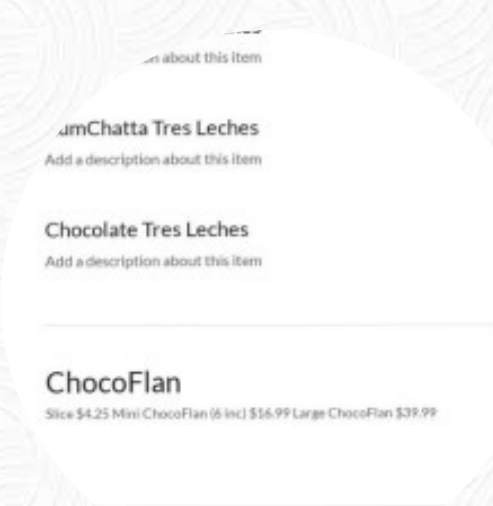 about this item
Tres Leches
Add a description about this item
Chocolate Tres Leches
Add a description about this item
ChocoFlan
Slice $4.25 Mini ChocoFlan (6 inc) $16.99 Large ChocoFlan $39.99